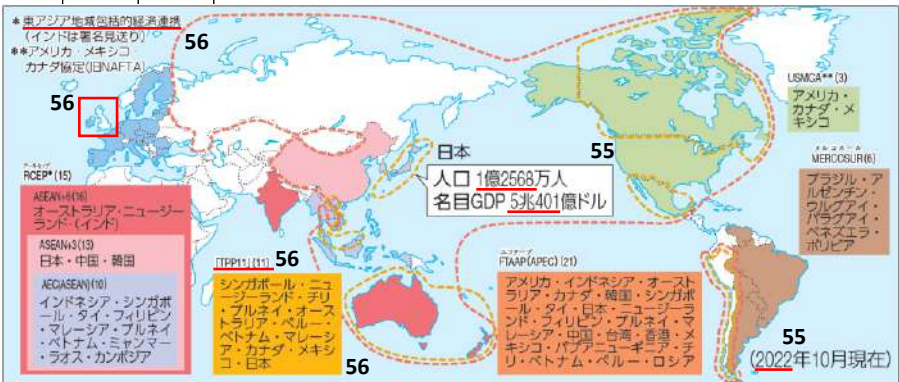 *東アジア地域包括的経済連携
(インドは署名見送り)
**アメリカ・メキシコ・
カナダ協定(旧NAFTA)
56
56
日本
人口 1億2568万人
名目GDP 5兆401億ドル
55
USMCA**(3)
アメリカ・
カナダ・メ
キシコ
メルコスール
MERCOSUR(6)
ブラジル・ア
ルゼンチン・
ウルグアイ・
パラグアイ・
ベネズエラ・
ボリビア
アールセップ
RCEP*(15)
ASEAN+6(16)
オーストラリア・ニュージー
ランド・(インド)
ASEAN+3(13)
日本・中国・韓国
AEC(ASEAN)(10)
インドネシア・シンガポ
ール・タイ・フィリピン
・マレーシア・ブルネイ
・ベトナム・ミャンマー
・ラオス・カンボジア
[TPP11](11)
56
シンガポール・ニュ
ージーランド・チリ
・ブルネイ・オース
トラリア・ペルー・
ベトナム・マレーシ
ア・カナダ・メキシ
コ・日本
56
エフタープ
FTAAP(APEC)(21)
アメリカ・インドネシア・オースト
ラリア・カナダ・韓国・シンガポ
ール・タイ・日本・ニュージーラ
ンド・フィリピン・ブルネイ・マ
レーシア・中国・台湾・香港・メ
キシコ・パプアニューギニア・チ
リ・ベトナム・ペルー・ロシア
55
(2022年10月現在)